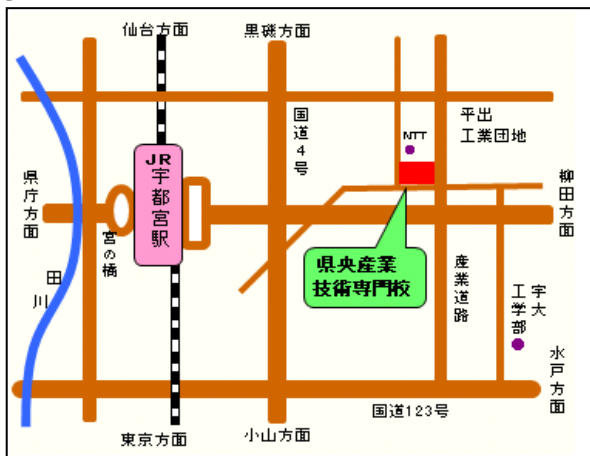 仙台方面
黒磯方面
国道4号
平出
工業団地
NTT
JR
宇都宮駅
県庁方面
宮の橋
田川
柳田方面
県央産業
技術専門校
産業道路
宇大
工学部
水戸方面
国道123号
東京方面
小山方面